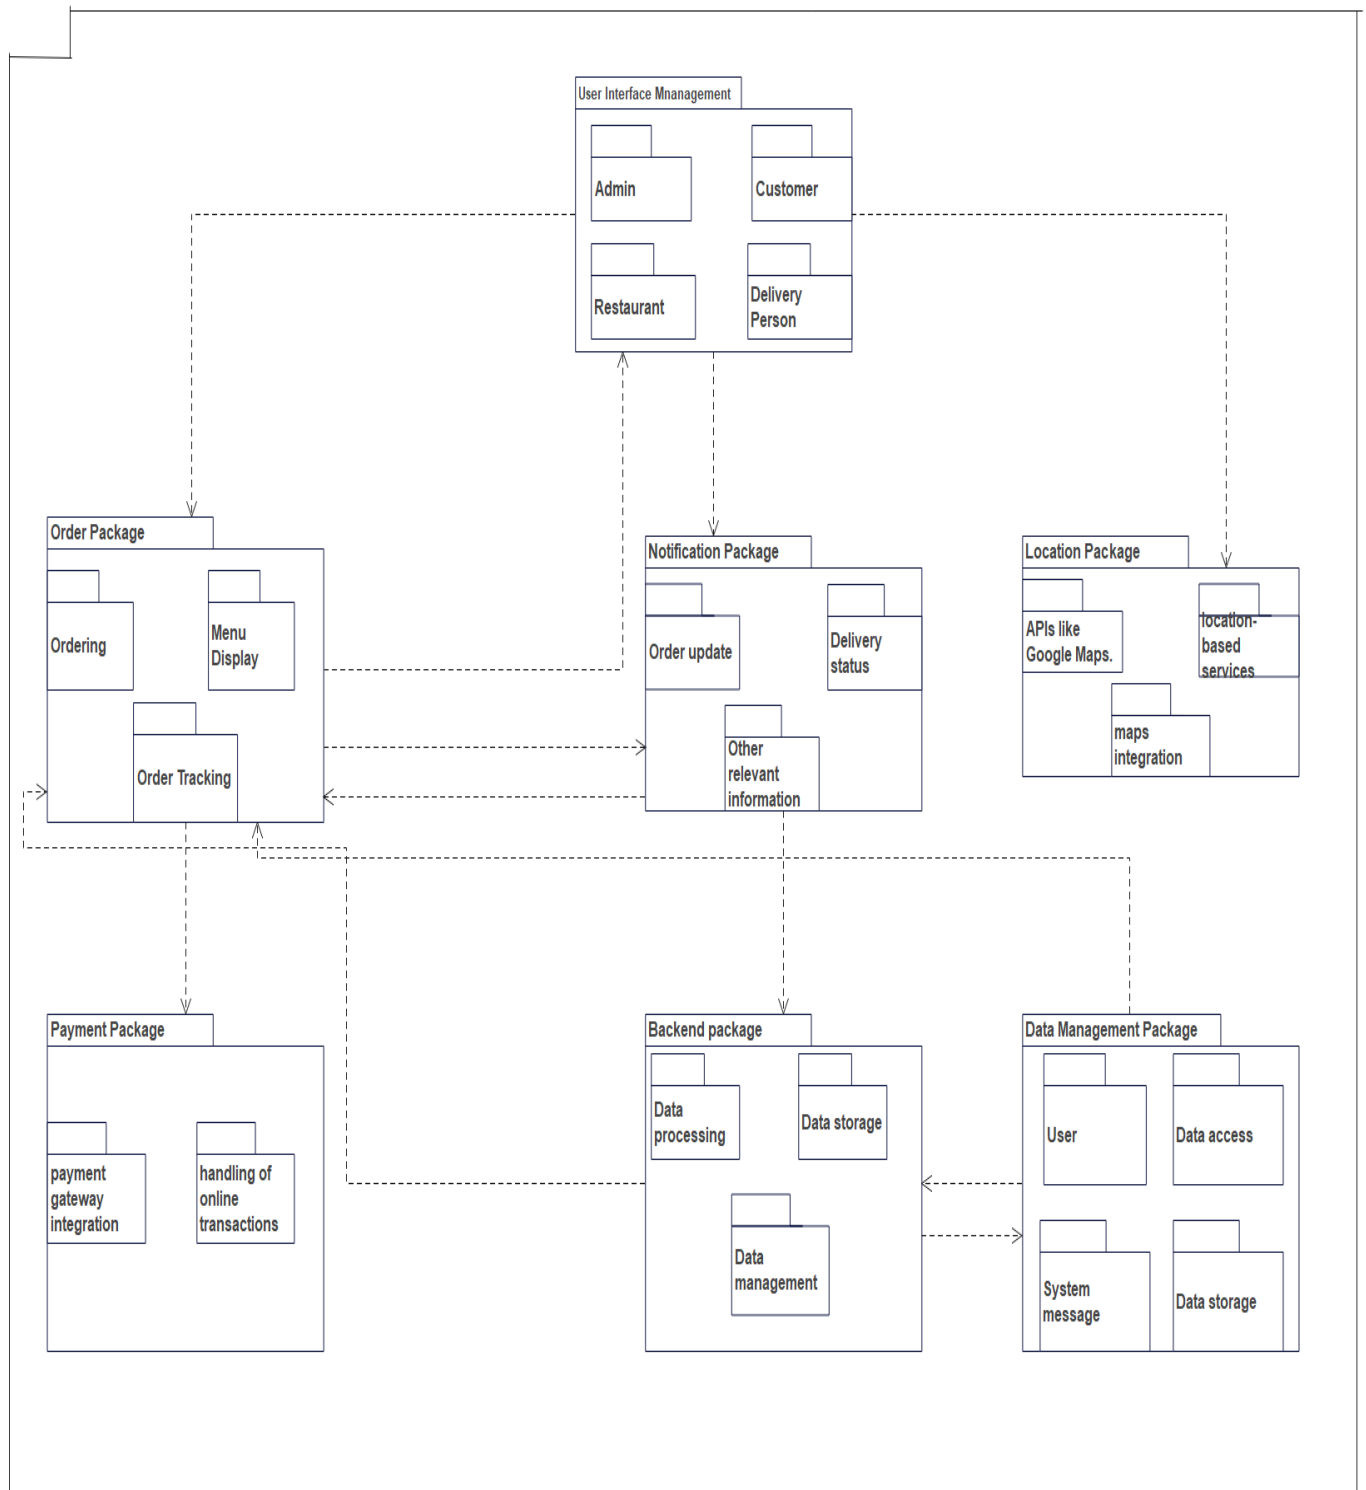 User Interface Mnanagement
Admin
Customer
Restaurant
Delivery
Person
Order Package
Ordering
Menu
Display
Order Tracking
Notification Package
Order update
Delivery
status
Other
relevant
information
Location Package
APIs like
Google Maps.
location-
based
services
maps
integration
Payment Package
payment
gateway
integration
handling of
online
transactions
Backend package
Data
processing
Data storage
Data
management
Data Management Package
User
Data access
System
message
Data storage